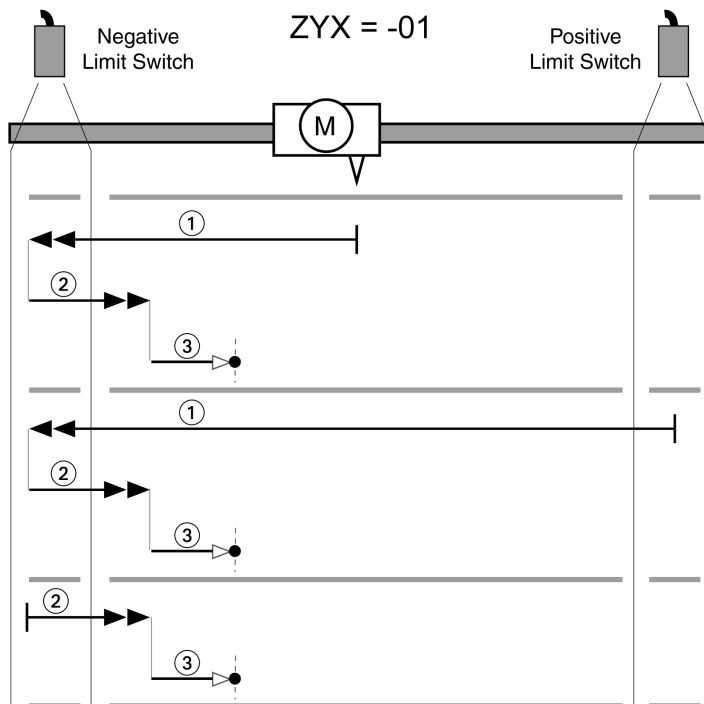 ZYX = -01
Negative
Limit Switch
Positive
Limit Switch
M
1
2
3
1
2
3
2
3